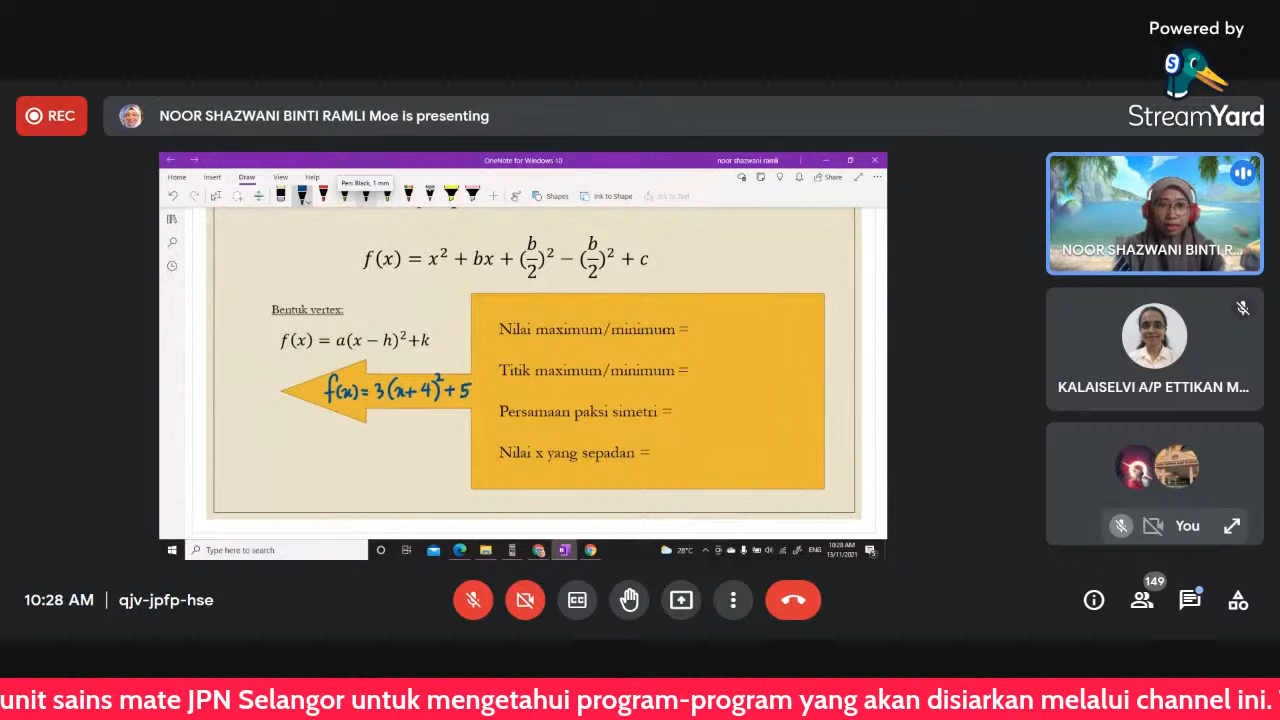 Powered by
StreamYard
REC
NOOR SHAZWANI BINTI RAMLI Moe is presenting
OneNote for Windows 10
noor shazwani ramli
Home Insert Draw View Help
Pen: Black, 1 mm
Share
Shapes
Ink to Shape
Ink to Text
f(x) = x² + bx + (b/2)² − (b/2)² + c
Bentuk vertex:
f(x) = a(x − h)²+k
f(x) = 3(x+4)² + 5
Nilai maximum/minimum =
Titik maximum/minimum =
Persamaan paksi simetri =
Nilai x yang sepadan =
Type here to search
28°C
ENG
10:28 AM
13/11/2021
NOOR SHAZWANI BINTI R...
KALAISELVI A/P ETTIKAN M...
You
10:28 AM | qjv-jpfp-hse
CC
149
unit sains mate JPN Selangor untuk mengetahui program-program yang akan disiarkan melalui channel ini.